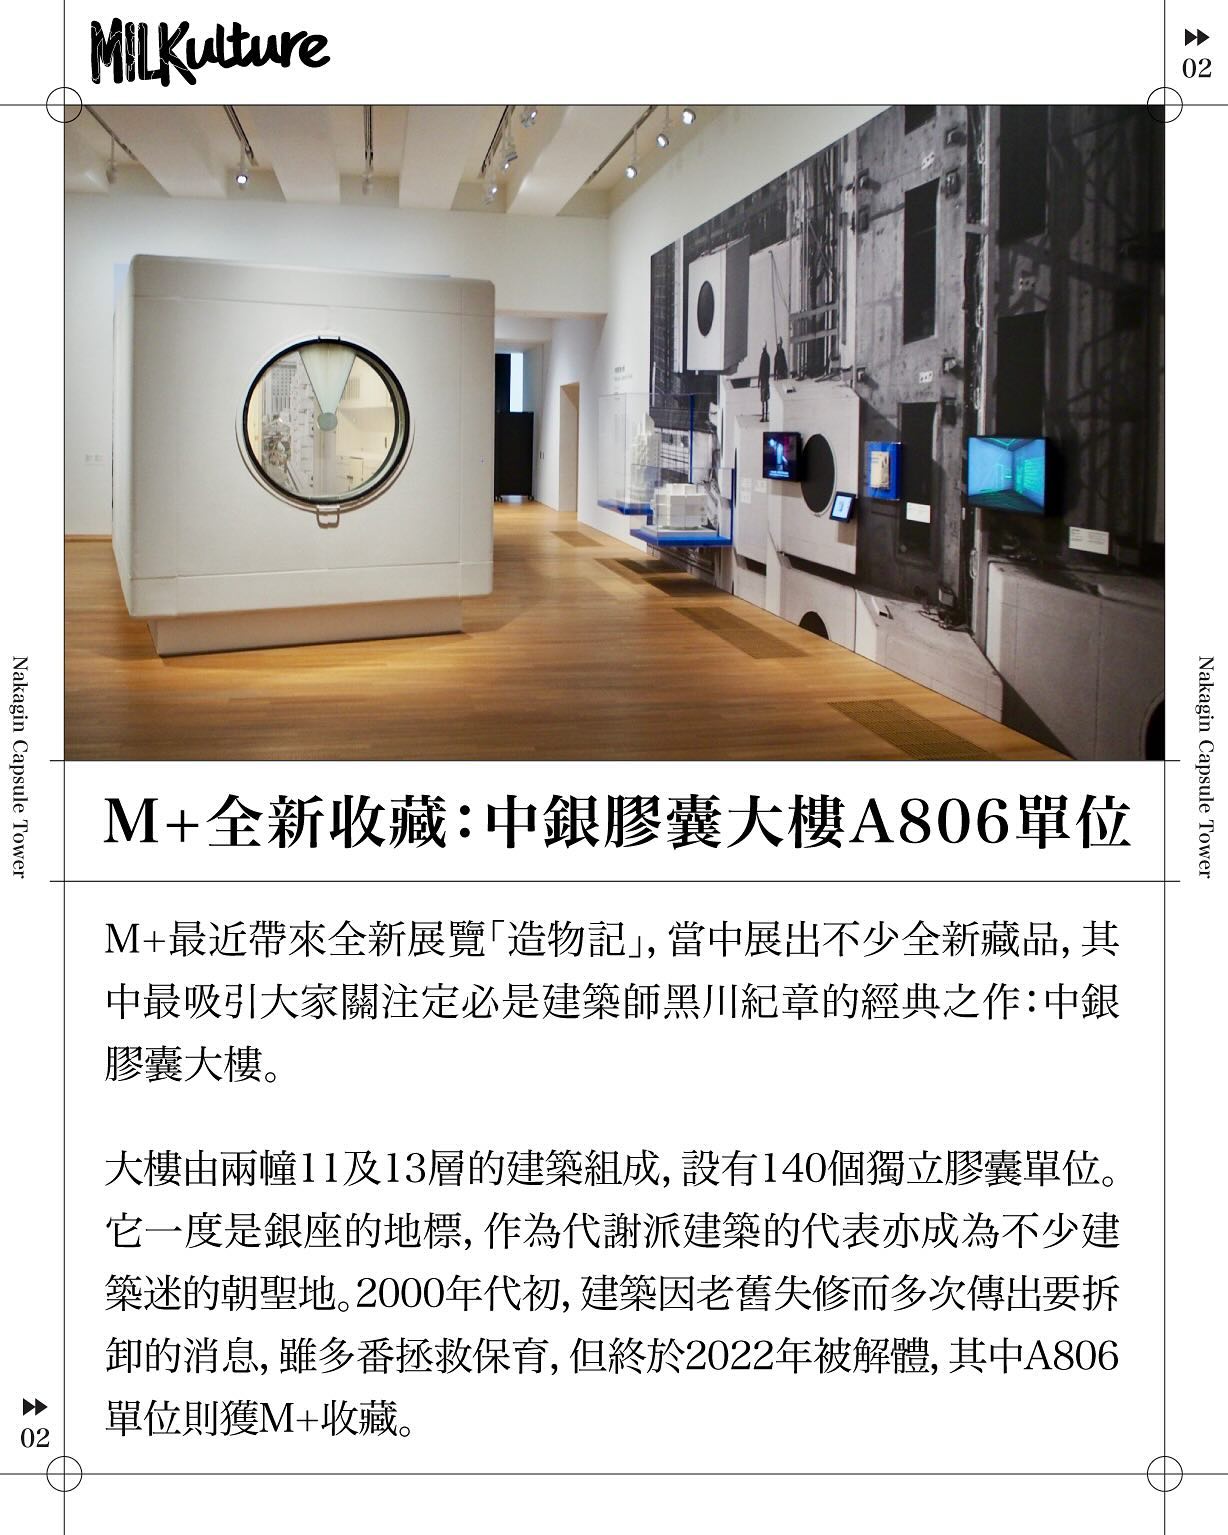 MILKulture
02
M+全新收藏：中銀膠囊大樓A806單位
M+最近帶來全新展覽「造物記」，當中展出不少全新藏品，其
中最吸引大家關注定必是建築師黑川紀章的經典之作：中銀
膠囊大樓。
大樓由兩幢11及13層的建築組成，設有140個獨立膠囊單位。
它一度是銀座的地標，作為代謝派建築的代表亦成為不少建
築迷的朝聖地。2000年代初，建築因老舊失修而多次傳出要拆
卸的消息，雖多番拯救保育，但終於2022年被解體，其中A806
單位則獲M+收藏。
Nakagin Capsule Tower
Nakagin Capsule Tower
02